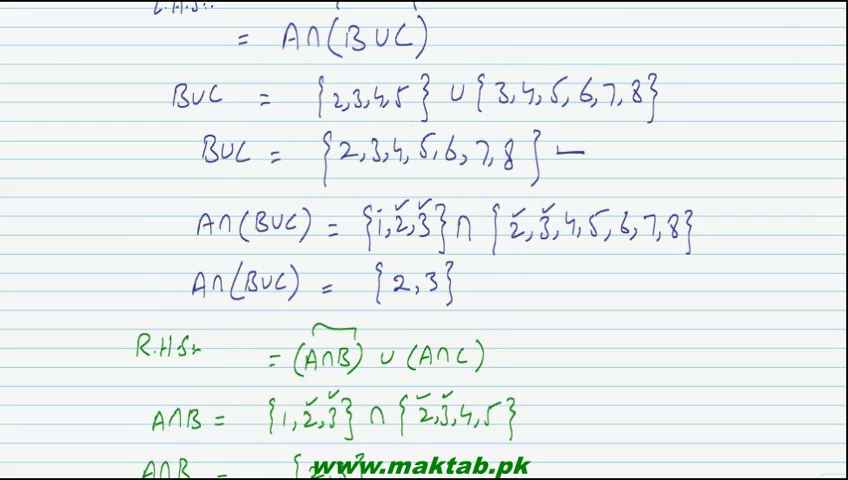 L.H.S:
= A∩(B∪C)
B∪C = {2,3,4,5} ∪ {3,4,5,6,7,8}
B∪C = {2,3,4,5,6,7,8} —
A∩(B∪C) = {1,2,3} ∩ {2,3,4,5,6,7,8}
A∩(B∪C) = {2,3}
R.H.S:
= (A∩B) ∪ (A∩C)
A∩B = {1,2,3} ∩ {2,3,4,5}
A∩B = {2,3}
www.maktab.pk